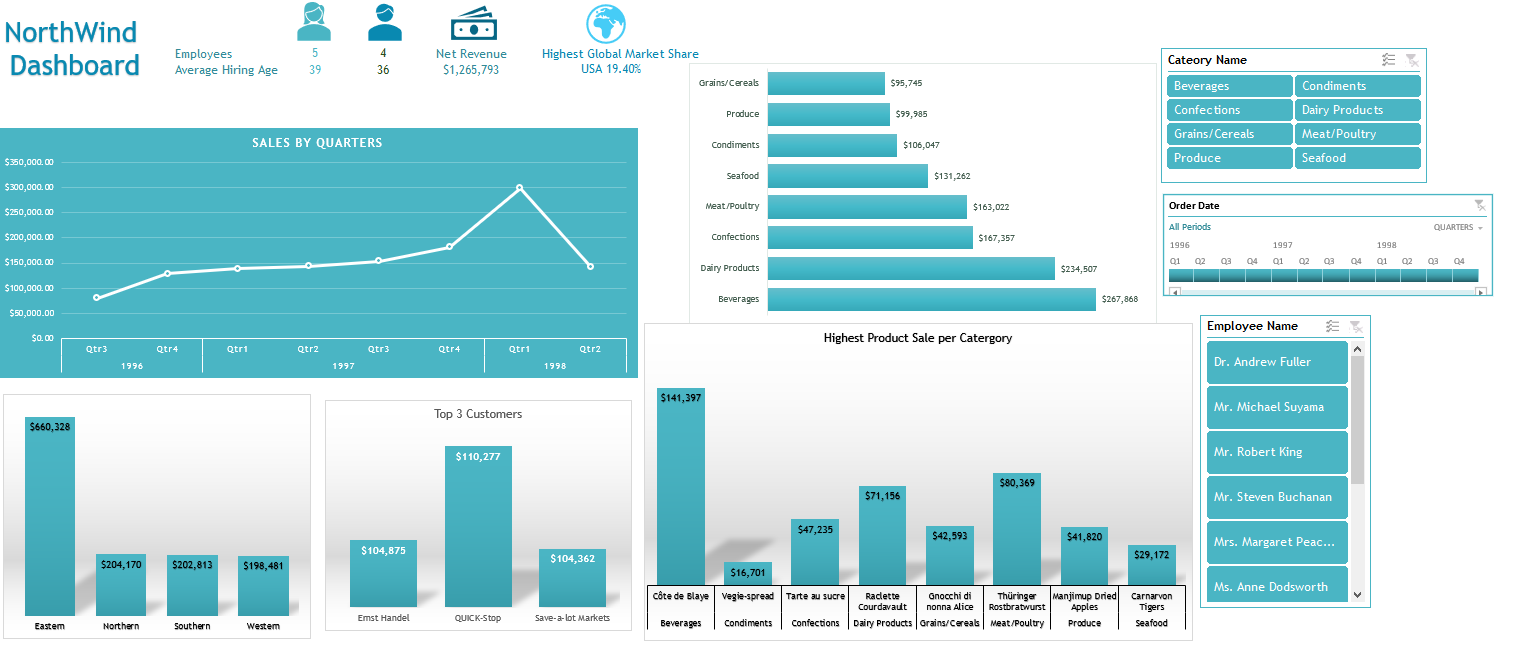 NorthWind
Dashboard
Employees 5 4
Average Hiring Age 39 36
Net Revenue
$1,265,793
Highest Global Market Share
USA 19.40%
SALES BY QUARTERS
$350,000.00
$300,000.00
$250,000.00
$200,000.00
$150,000.00
$100,000.00
$50,000.00
$0.00
Qtr3 Qtr4 Qtr1 Qtr2 Qtr3 Qtr4 Qtr1 Qtr2
1996 1997 1998
Grains/Cereals $95,745
Produce $99,985
Condiments $106,047
Seafood $131,262
Meat/Poultry $163,022
Confections $167,357
Dairy Products $234,507
Beverages $267,868
Cateory Name
Beverages Condiments
Confections Dairy Products
Grains/Cereals Meat/Poultry
Produce Seafood
Order Date
All Periods QUARTERS
1996 1997 1998
Q1 Q2 Q3 Q4 Q1 Q2 Q3 Q4 Q1 Q2 Q3 Q4
$660,328
$204,170 $202,813 $198,481
Eastern Northern Southern Western
Top 3 Customers
$110,277
$104,875 $104,362
Ernst Handel QUICK-Stop Save-a-lot Markets
Highest Product Sale per Catergory
$141,397
$80,369
$71,156
$47,235
$42,593 $41,820
$29,172
$16,701
Côte de Blaye Vegie-spread Tarte au sucre Raclette Gnocchi di Thüringer Manjimup Dried Carnarvon
Courdavault nonna Alice Rostbratwurst Apples Tigers
Beverages Condiments Confections Dairy Products Grains/Cereals Meat/Poultry Produce Seafood
Employee Name
Dr. Andrew Fuller
Mr. Michael Suyama
Mr. Robert King
Mr. Steven Buchanan
Mrs. Margaret Peac...
Ms. Anne Dodsworth